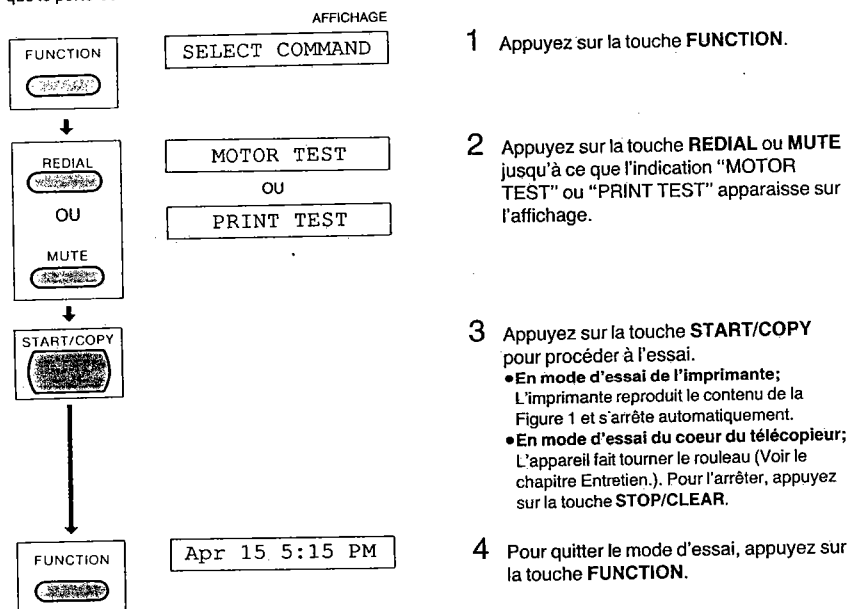 AFFICHAGE
FUNCTION
SELECT COMMAND
1 Appuyez sur la touche FUNCTION.
REDIAL
OU
MUTE
MOTOR TEST
OU
PRINT TEST
2 Appuyez sur la touche REDIAL ou MUTE
jusqu'à ce que l'indication “MOTOR
TEST” ou “PRINT TEST” apparaisse sur
l'affichage.
START/COPY
3 Appuyez sur la touche START/COPY
pour procéder à l'essai.
•En mode d'essai de l'imprimante;
L'imprimante reproduit le contenu de la
Figure 1 et s'arrête automatiquement.
•En mode d'essai du coeur du télécopieur;
L'appareil fait tourner le rouleau (Voir le
chapitre Entretien.). Pour l'arrêter, appuyez
sur la touche STOP/CLEAR.
FUNCTION
Apr 15 5:15 PM
4 Pour quitter le mode d'essai, appuyez sur
la touche FUNCTION.